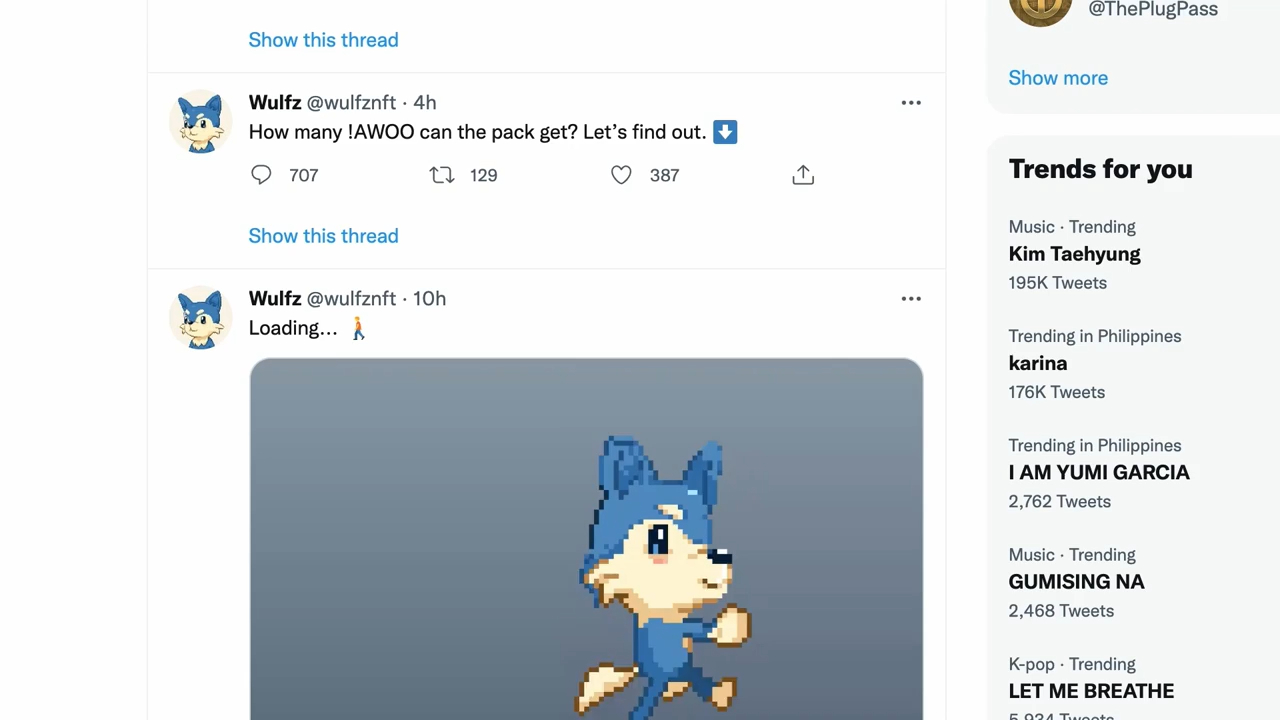 Show this thread
Wulfz @wulfznft · 4h
How many !AWOO can the pack get? Let's find out. ⬇️
707 129 387
Show this thread
Wulfz @wulfznft · 10h
Loading... 🚶
@ThePlugPass
Show more
Trends for you
Music · Trending
Kim Taehyung
195K Tweets
Trending in Philippines
karina
176K Tweets
Trending in Philippines
I AM YUMI GARCIA
2,762 Tweets
Music · Trending
GUMISING NA
2,468 Tweets
K-pop · Trending
LET ME BREATHE
5,934 Tweets